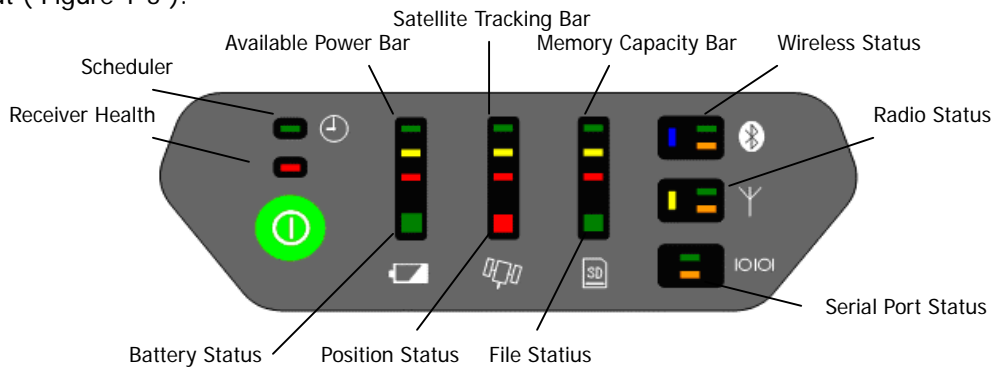 at ( Figure 1-3 ).
Satellite Tracking Bar
Available Power Bar
Memory Capacity Bar
Wireless Status
Scheduler
Receiver Health
Radio Status
SD
IOIOI
Serial Port Status
Battery Status
Position Status
File Statius